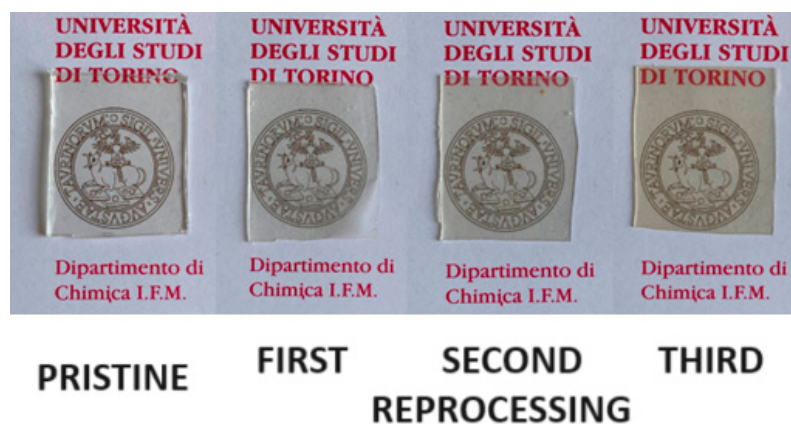 UNIVERSITÀ
DEGLI STUDI
DI TORINO
Dipartimento di
Chimica I.F.M.
UNIVERSITÀ
DEGLI STUDI
DI TORINO
Dipartimento di
Chimica I.F.M.
UNIVERSITÀ
DEGLI STUDI
DI TORINO
Dipartimento di
Chimica I.F.M.
UNIVERSITÀ
DEGLI STUDI
DI TORINO
Dipartimento di
Chimica I.F.M.
PRISTINE
FIRST
SECOND
THIRD
REPROCESSING